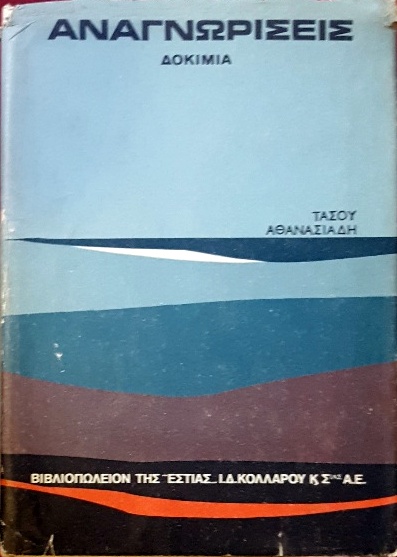 ΑΝΑΓΝΩΡΙΣΕΙΣ
ΔΟΚΙΜΙΑ
ΤΑΣΟΥ
ΑΘΑΝΑΣΙΑΔΗ
ΒΙΒΛΙΟΠΩΛΕΙΟΝ ΤΗΣ "ΕΣΤΙΑΣ" Ι.Δ.ΚΟΛΛΑΡΟΥ Κ Σιας Α.Ε.